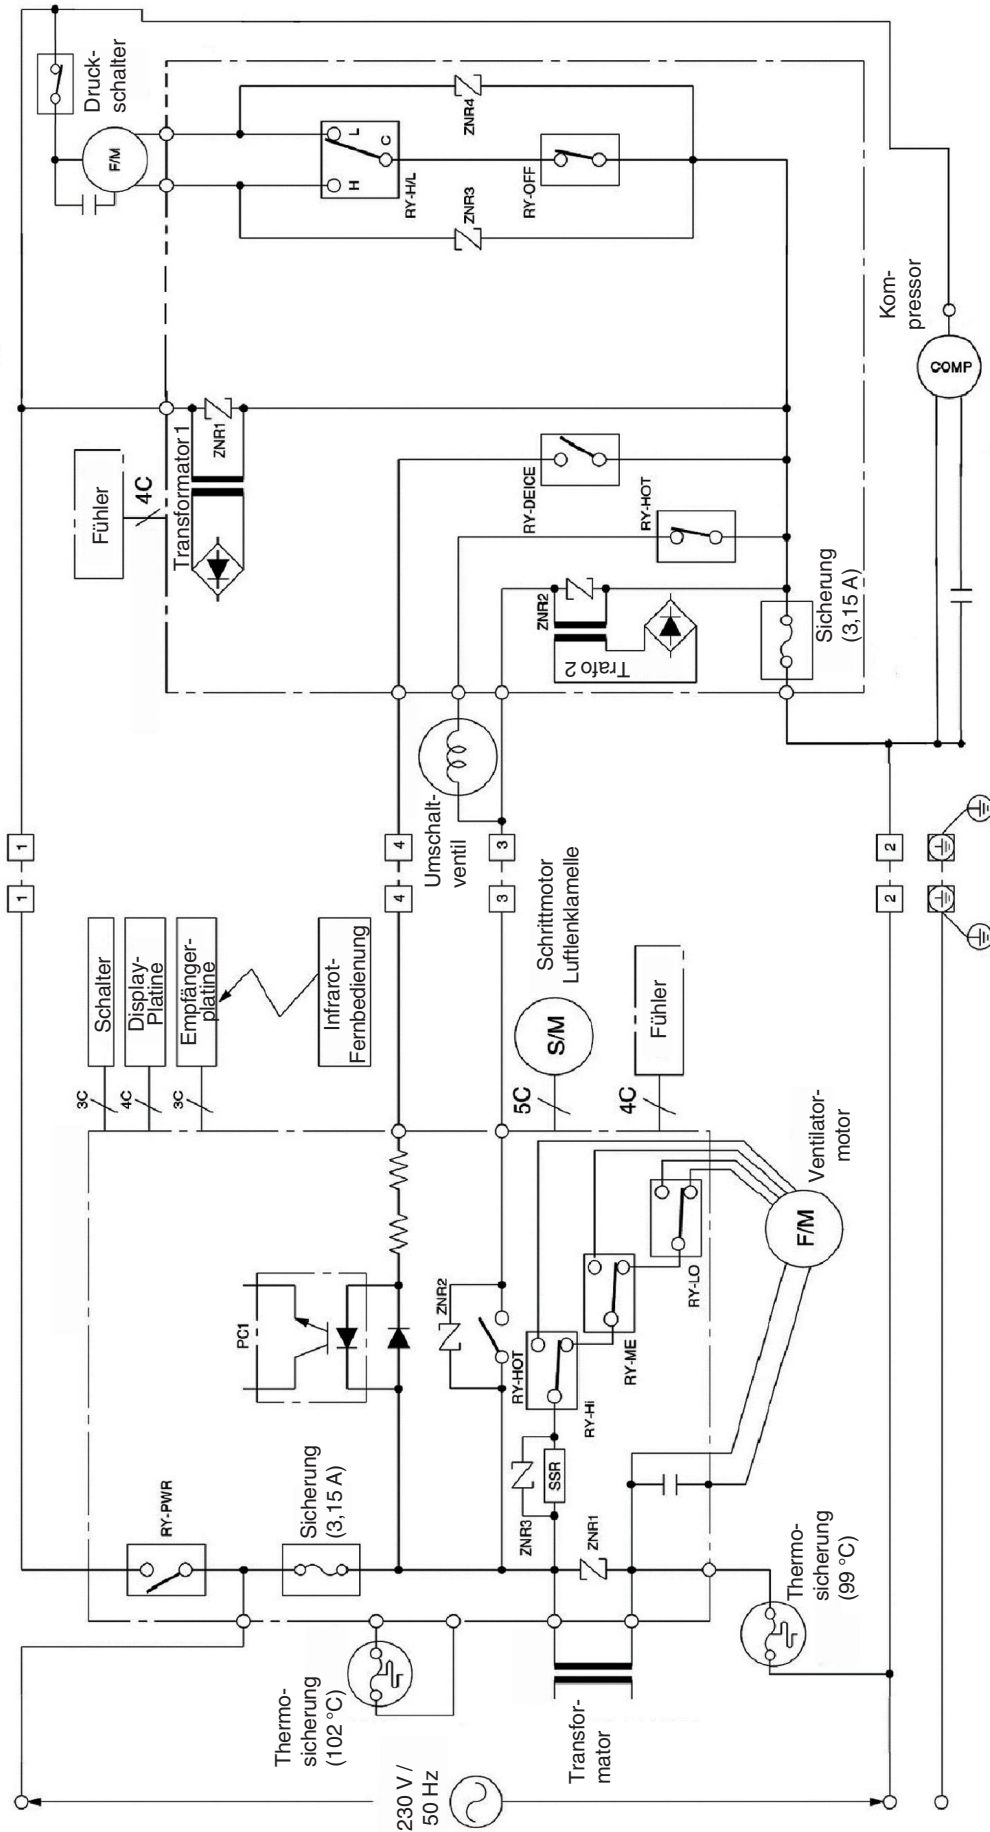 230 V /
50 Hz
Thermo-
sicherung
(102 °C)
Transfor-
mator
Thermo-
sicherung
(99 °C)
RY-PWR
Sicherung
(3,15 A)
PC1
ZNR2
RY-HOT
ZNR3
SSR
ZNR1
RY-Hi
RY-ME
RY-LO
F/M
Ventilator-
motor
3C
4C
3C
Schalter
Display-
Platine
Empfänger-
platine
Infrarot-
Fernbedienung
5C
S/M
Schrittmotor
Luftlenklamelle
4C
Fühler
1
1
4
4
3
3
2
2
Umschalt-
ventil
Fühler
4C
Transformator 1
ZNR1
ZNR2
Trafo 2
RY-DEICE
RY-HOT
Sicherung
(3,15 A)
Druck-
schalter
F/M
L
H
C
RY-H/L
ZNR4
ZNR3
RY-OFF
Kom-
pressor
COMP